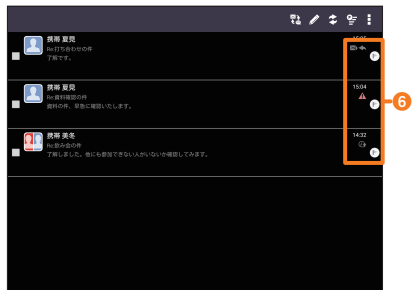 携帯 夏見
15:05
Re:打ち合わせの件
了解です。
F
携帯 夏見
15:04
Re:資料確認の件
資料の件、早急に確認いたします。
F
6
携帯 美冬
14:32
Re:飲み会の件
了解しました。他にも参加できない人がいないか確認してみます。
F